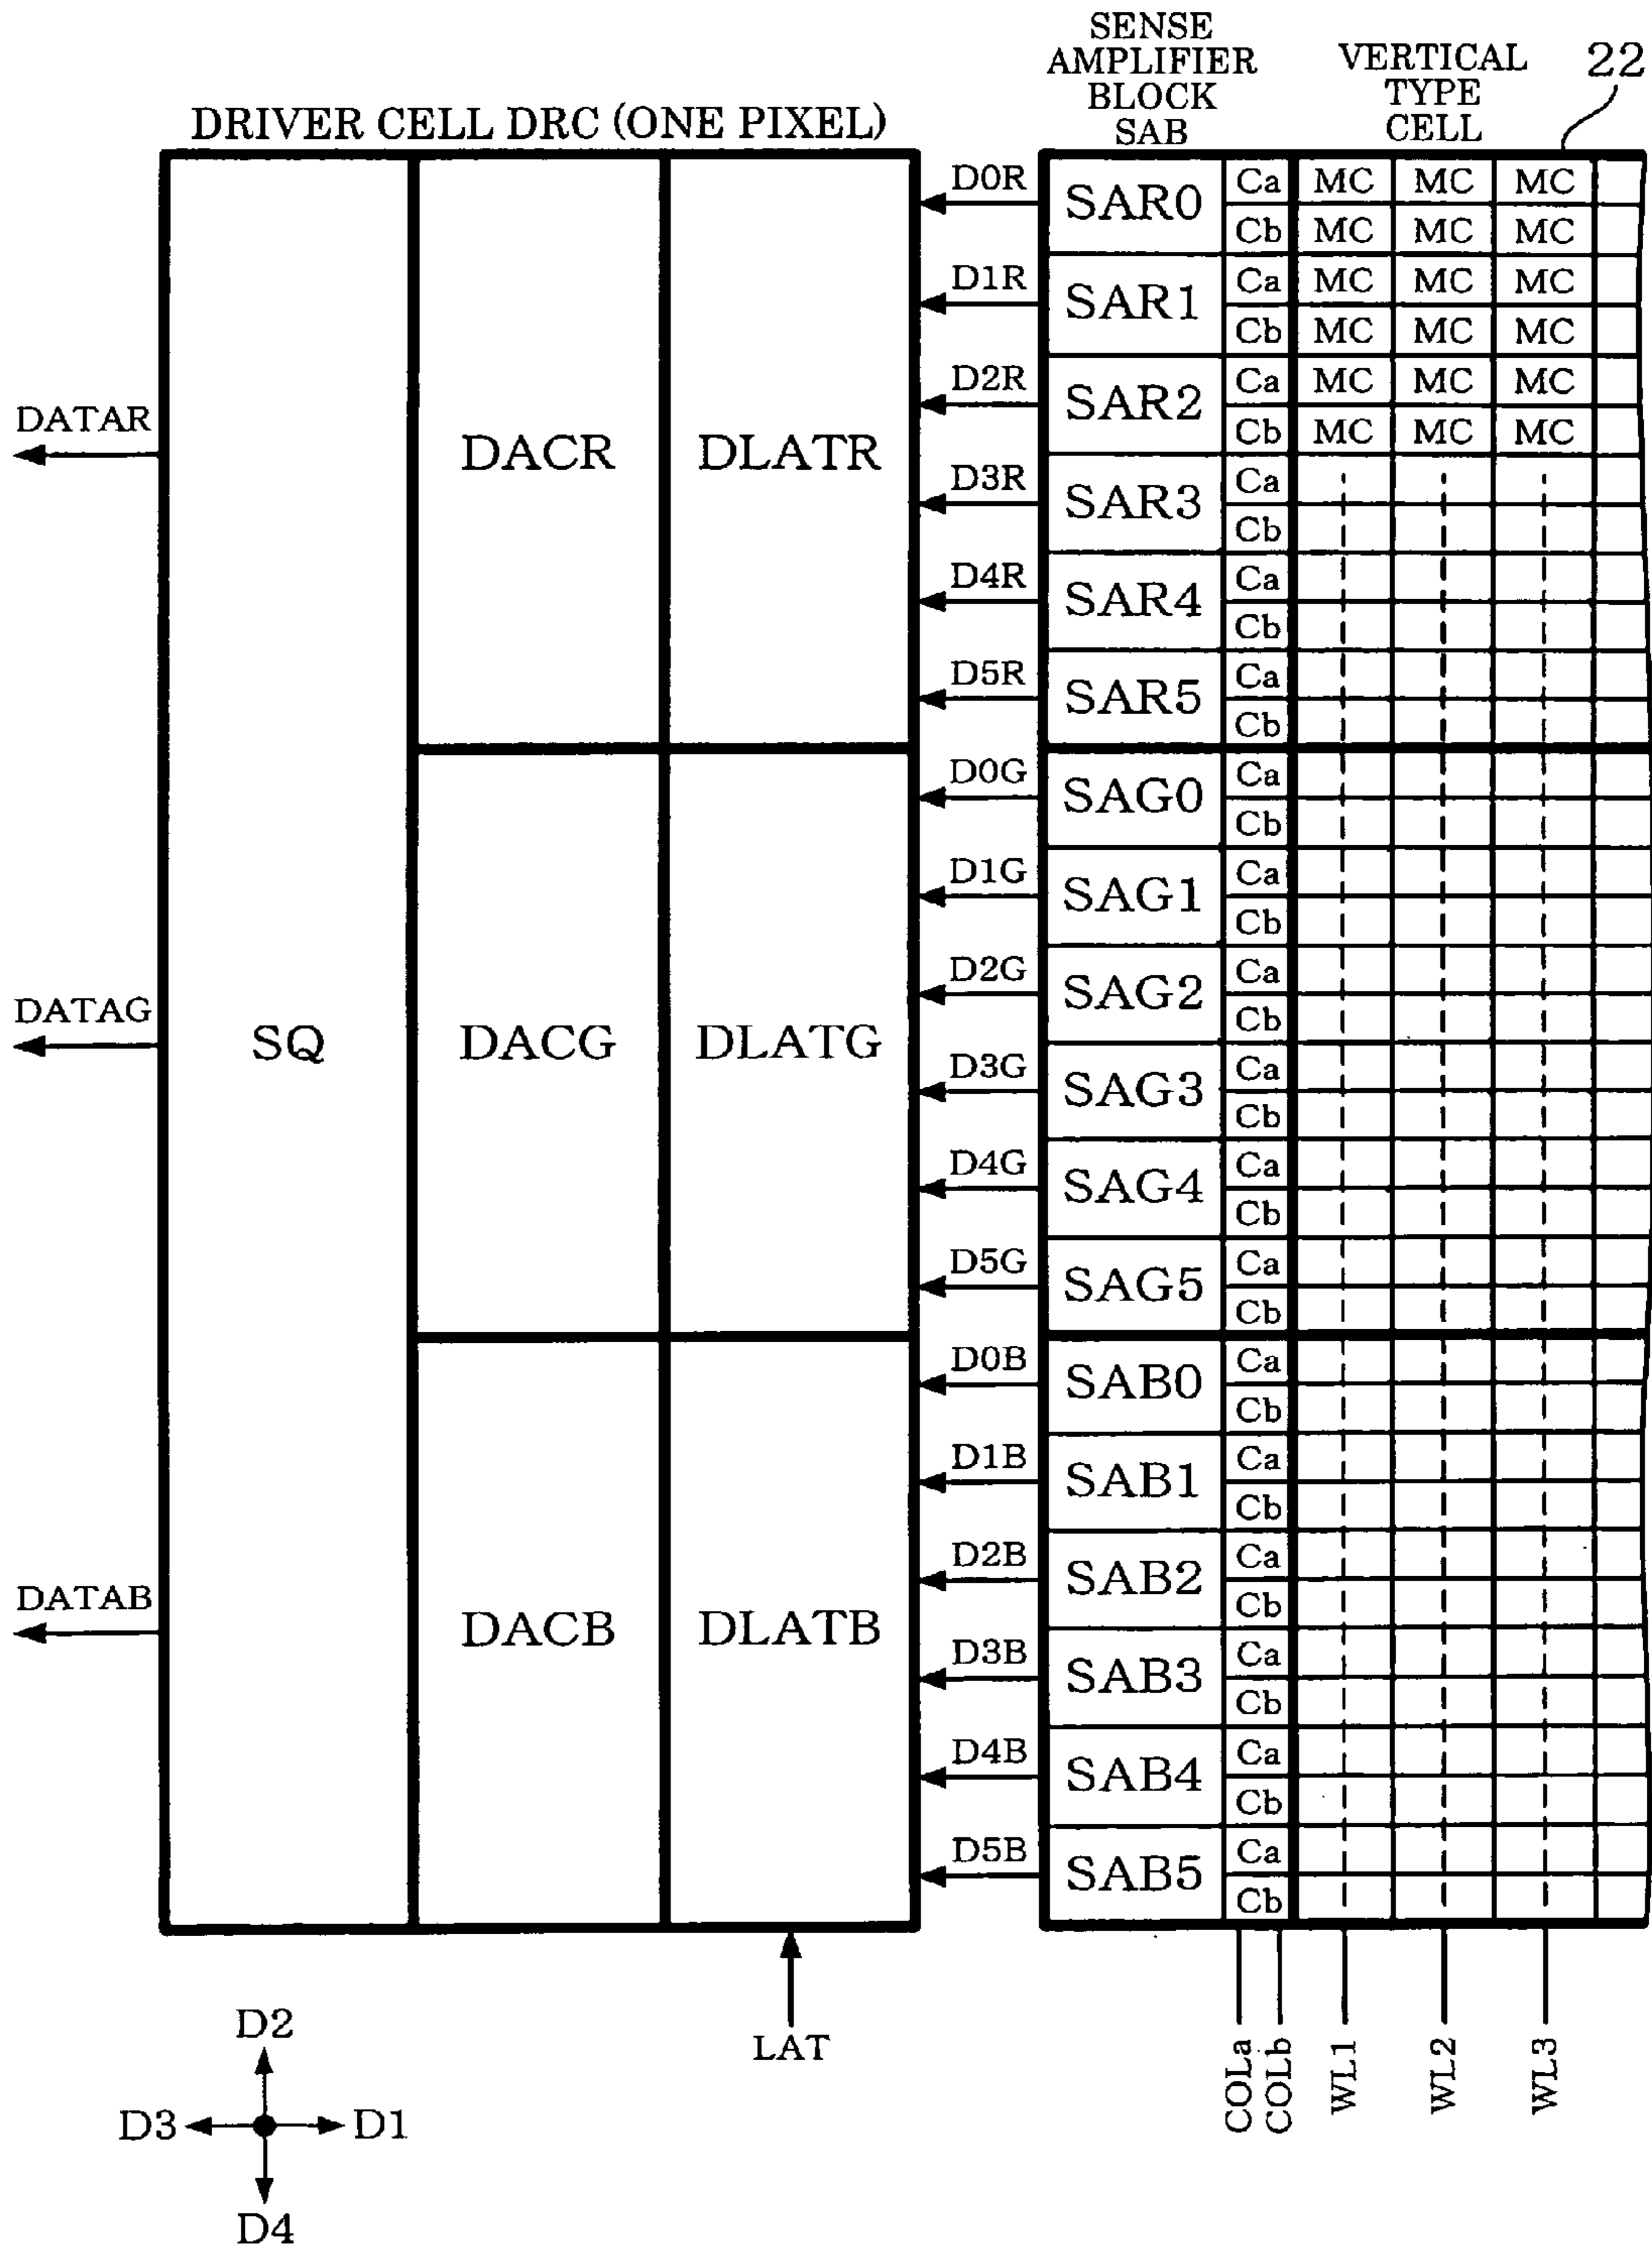 SENSE
AMPLIFIER
BLOCK
SAB
VERTICAL
TYPE
CELL
22
DRIVER CELL DRC (ONE PIXEL)
D0R SAR0 Ca MC MC MC
Cb MC MC MC
D1R SAR1 Ca MC MC MC
Cb MC MC MC
D2R SAR2 Ca MC MC MC
Cb MC MC MC
DATAR DACR DLATR
D3R SAR3 Ca
Cb
D4R SAR4 Ca
Cb
D5R SAR5 Ca
Cb
D0G SAG0 Ca
Cb
D1G SAG1 Ca
Cb
D2G SAG2 Ca
Cb
DATAG SQ DACG DLATG
D3G SAG3 Ca
Cb
D4G SAG4 Ca
Cb
D5G SAG5 Ca
Cb
D0B SAB0 Ca
Cb
D1B SAB1 Ca
Cb
D2B SAB2 Ca
Cb
DATAB DACB DLATB
D3B SAB3 Ca
Cb
D4B SAB4 Ca
Cb
D5B SAB5 Ca
Cb
LAT
COLa
COLb
WL1
WL2
WL3
D2
D3 D1
D4